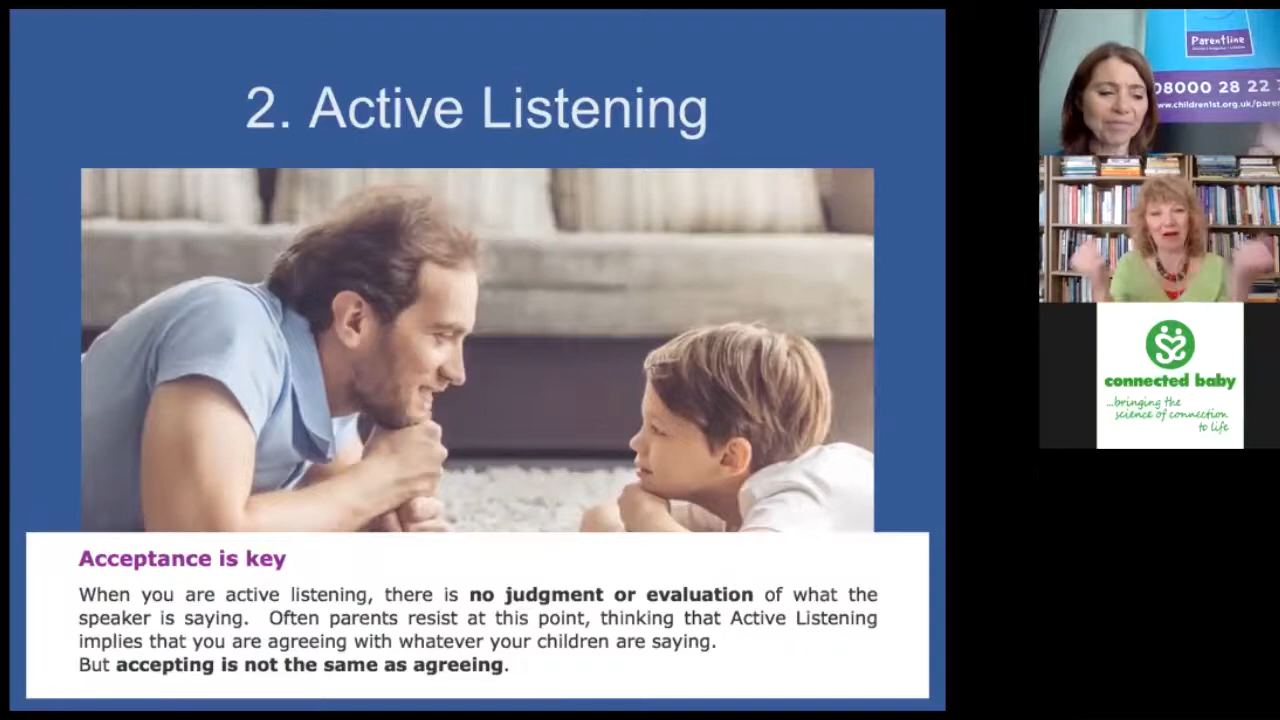 2. Active Listening
Acceptance is key
When you are active listening, there is no judgment or evaluation of what the
speaker is saying. Often parents resist at this point, thinking that Active Listening
implies that you are agreeing with whatever your children are saying.
But accepting is not the same as agreeing.
Parentline
08000 28 22
www.children1st.org.uk/paren
connected baby
...bringing the
science of connection
to life